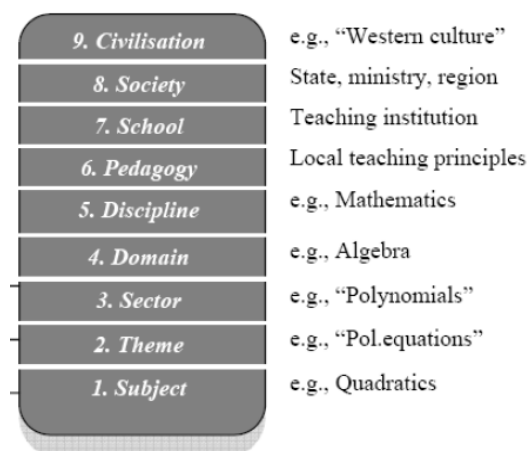 9. Civilisation e.g., “Western culture”
8. Society State, ministry, region
7. School Teaching institution
6. Pedagogy Local teaching principles
5. Discipline e.g., Mathematics
4. Domain e.g., Algebra
3. Sector e.g., “Polynomials”
2. Theme e.g., “Pol.equations”
1. Subject e.g., Quadratics